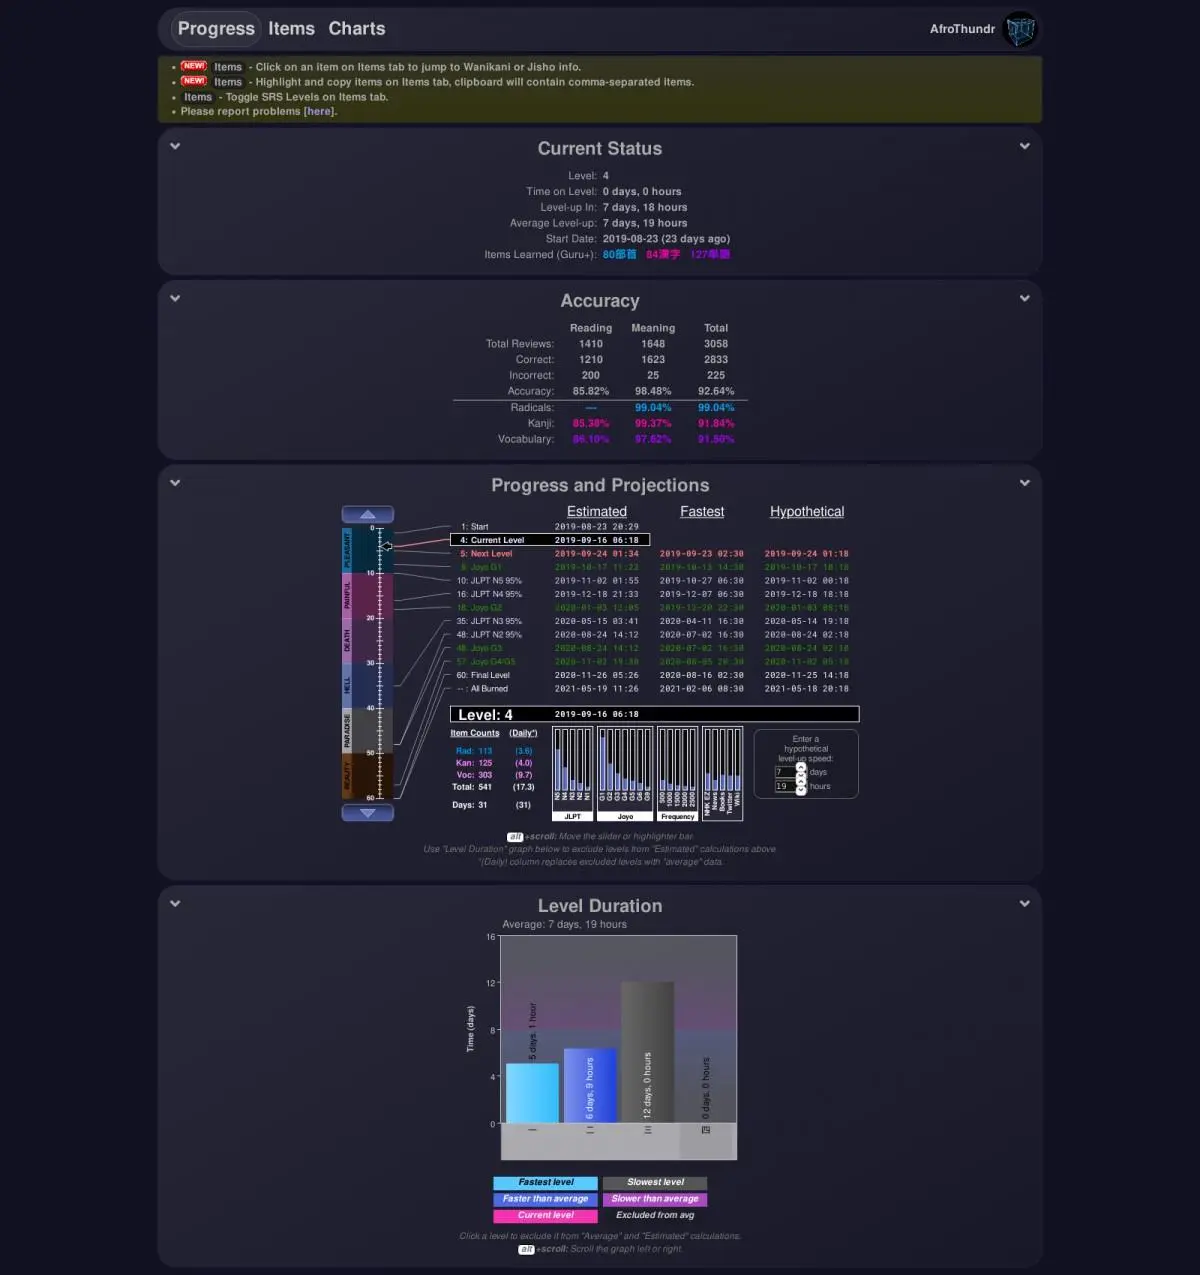 Progress Items Charts AfroThundr
• NEW! Items - Click on an item on Items tab to jump to Wanikani or Jisho info.
• NEW! Items - Highlight and copy items on Items tab, clipboard will contain comma-separated items.
• Items - Toggle SRS Levels on Items tab.
• Please report problems [here].
Current Status
Level: 4
Time on Level: 0 days, 0 hours
Level-up In: 7 days, 18 hours
Average Level-up: 7 days, 19 hours
Start Date: 2019-08-23 (23 days ago)
Items Learned (Guru+): 80部首 84漢字 127単語
Accuracy
Reading Meaning Total
Total Reviews: 1410 1648 3058
Correct: 1210 1623 2833
Incorrect: 200 25 225
Accuracy: 85.82% 98.48% 92.64%
Radicals: — 99.04% 99.04%
Kanji: 85.38% 99.37% 91.84%
Vocabulary: 86.10% 97.62% 91.50%
Progress and Projections
Estimated Fastest Hypothetical
1: Start 2019-08-23 20:29
4: Current Level 2019-09-16 06:18
5: Next Level 2019-09-24 01:34 2019-09-23 02:30 2019-09-24 01:18
8: Joyo G1 2019-10-17 11:22 2019-10-13 14:30 2019-10-17 10:18
10: JLPT N5 95% 2019-11-02 01:55 2019-10-27 06:30 2019-11-02 00:18
16: JLPT N4 95% 2019-12-18 21:33 2019-12-07 06:30 2019-12-18 18:18
18: Joyo G2 2020-01-03 12:05 2019-12-20 22:30 2020-01-03 08:18
35: JLPT N3 95% 2020-05-15 03:41 2020-04-11 16:30 2020-05-14 19:18
48: JLPT N2 95% 2020-08-24 14:12 2020-07-02 16:30 2020-08-24 02:18
48: Joyo G3 2020-08-24 14:12 2020-07-02 16:30 2020-08-24 02:18
57: Joyo G4/G5 2020-11-03 2020-08-05 20:30 2020-11-02 05:18
60: Final Level 2020-11-26 05:26 2020-08-16 02:30 2020-11-25 14:18
-- : All Burned 2021-05-19 11:26 2021-02-06 08:30 2021-05-18 20:18
0
10
20
30
40
50
60
PLEASANT
PAINFUL
DEATH
HELL
PARADISE
REALITY
Level: 4 2019-09-16 06:18
Item Counts (Daily*)
Rad: 113 (3.6)
Kan: 125 (4.0)
Voc: 303 (9.7)
Total: 541 (17.3)
Days: 31 (31)
N5 N4 N3 N2 N1
JLPT
G1 G2 G3 G4 G5 G6 G9
Joyo
500 1000 1500 2000 2500
Frequency
NHK EZ News Books Twitter Wiki
Enter a
hypothetical
level-up speed:
7 days
19 hours
alt +scroll: Move the slider or highlighter bar.
Use "Level Duration" graph below to exclude levels from "Estimated" calculations above.
*(Daily) column replaces excluded levels with "average" data.
Level Duration
Average: 7 days, 19 hours
Time (days)
16
12
8
4
0
5 days, 1 hour
6 days, 9 hours
12 days, 0 hours
0 days, 0 hours
一 二 三 四
Fastest level Slowest level
Faster than average Slower than average
Current level Excluded from avg
Click a level to exclude it from "Average" and "Estimated" calculations.
alt +scroll: Scroll the graph left or right.